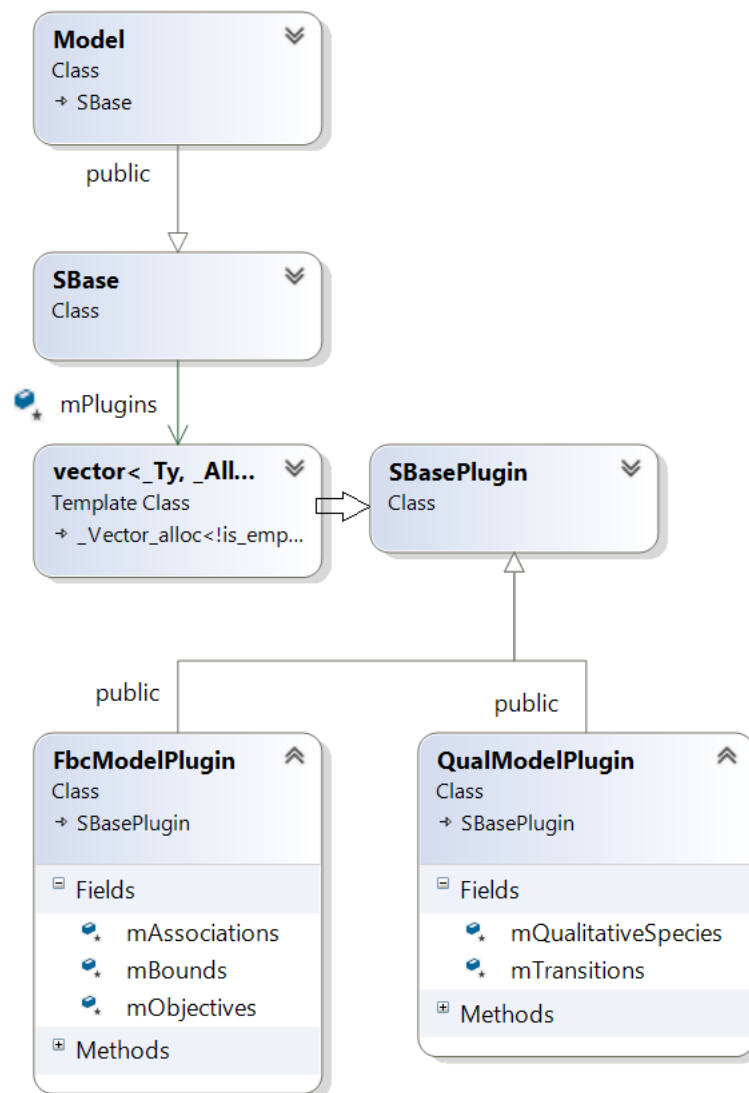 Model
Class
SBase
public
SBase
Class
mPlugins
vector<_Ty, _All...
Template Class
_Vector_alloc<!is_emp...
SBasePlugin
Class
public
public
FbcModelPlugin
Class
SBasePlugin
Fields
mAssociations
mBounds
mObjectives
Methods
QualModelPlugin
Class
SBasePlugin
Fields
mQualitativeSpecies
mTransitions
Methods